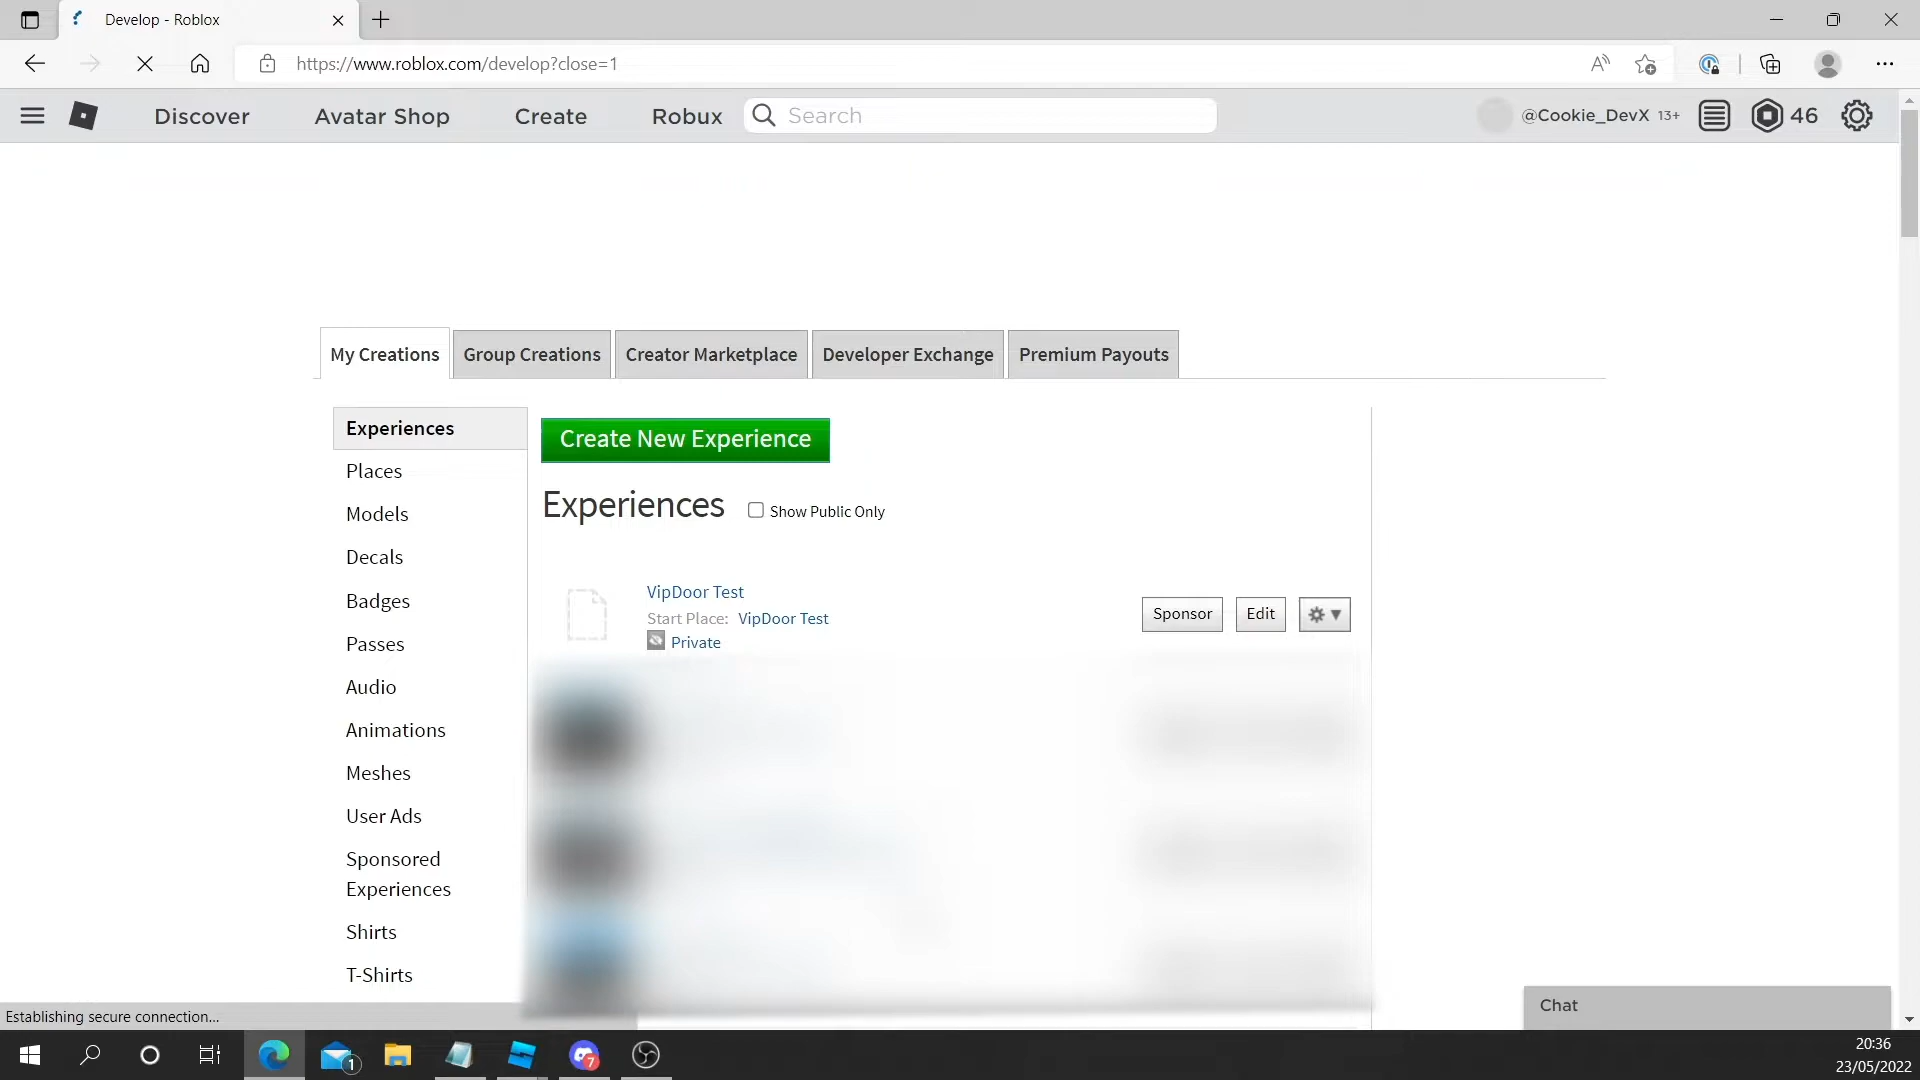 Develop - Roblox
https://www.roblox.com/develop?close=1
Discover
Avatar Shop
Create
Robux
Search
@Cookie_DevX 13+
46
My Creations
Group Creations
Creator Marketplace
Developer Exchange
Premium Payouts
Experiences
Places
Models
Decals
Badges
Passes
Audio
Animations
Meshes
User Ads
Sponsored
Experiences
Shirts
T-Shirts
Create New Experience
Experiences
Show Public Only
VipDoor Test
Start Place: VipDoor Test
Private
Sponsor
Edit
Chat
Establishing secure connection...
1
7
20:36
23/05/2022